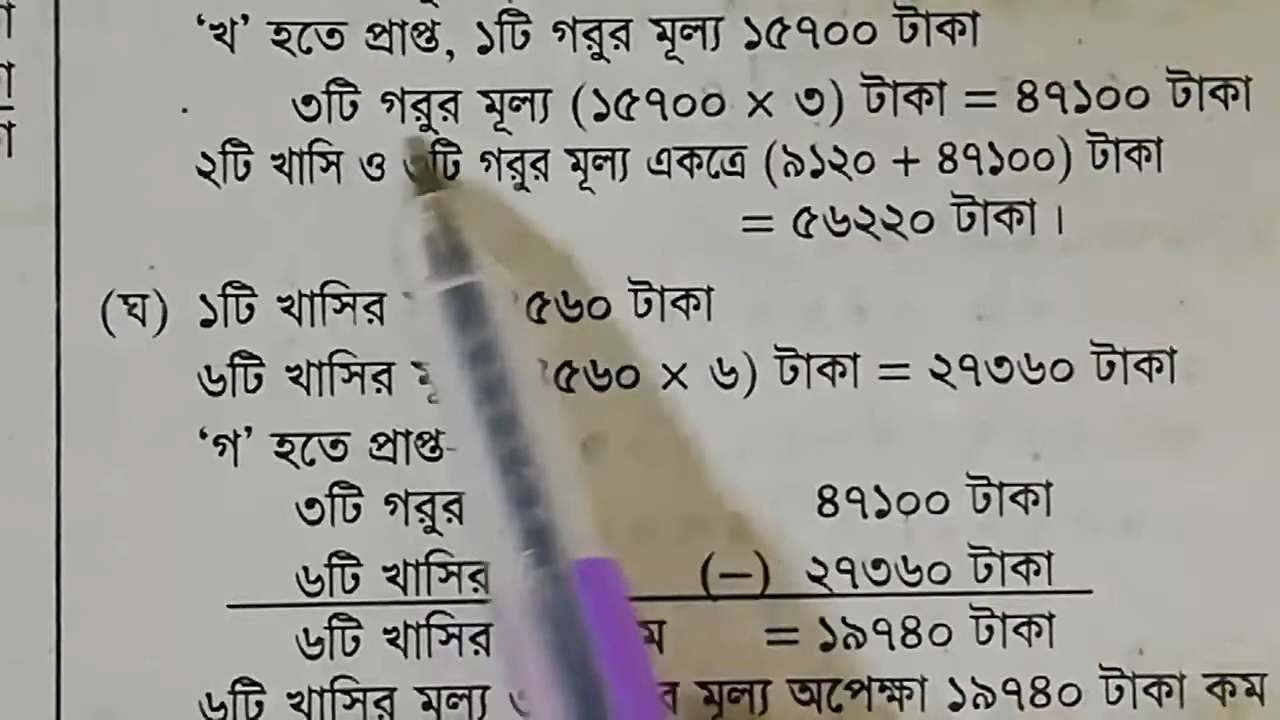 ‘খ’ হতে প্রাপ্ত, ১টি গরুর মূল্য ১৫৭০০ টাকা
৩টি গরুর মূল্য (১৫৭০০ × ৩) টাকা = ৪৭১০০ টাকা
২টি খাসি ও ৩টি গরুর মূল্য একত্রে (৯১২০ + ৪৭১০০) টাকা
= ৫৬২২০ টাকা।
(ঘ) ১টি খাসির ৫৬০ টাকা
৬টি খাসির ৫৬০ × ৬) টাকা = ২৭৩৬০ টাকা
‘গ’ হতে প্রাপ্ত-
৩টি গরুর ৪৭১০০ টাকা
৬টি খাসির (−) ২৭৩৬০ টাকা
৬টি খাসির = ১৯৭৪০ টাকা
৬টি খাসির মূল্য মূল্য অপেক্ষা ১৯৭৪০ টাকা কম